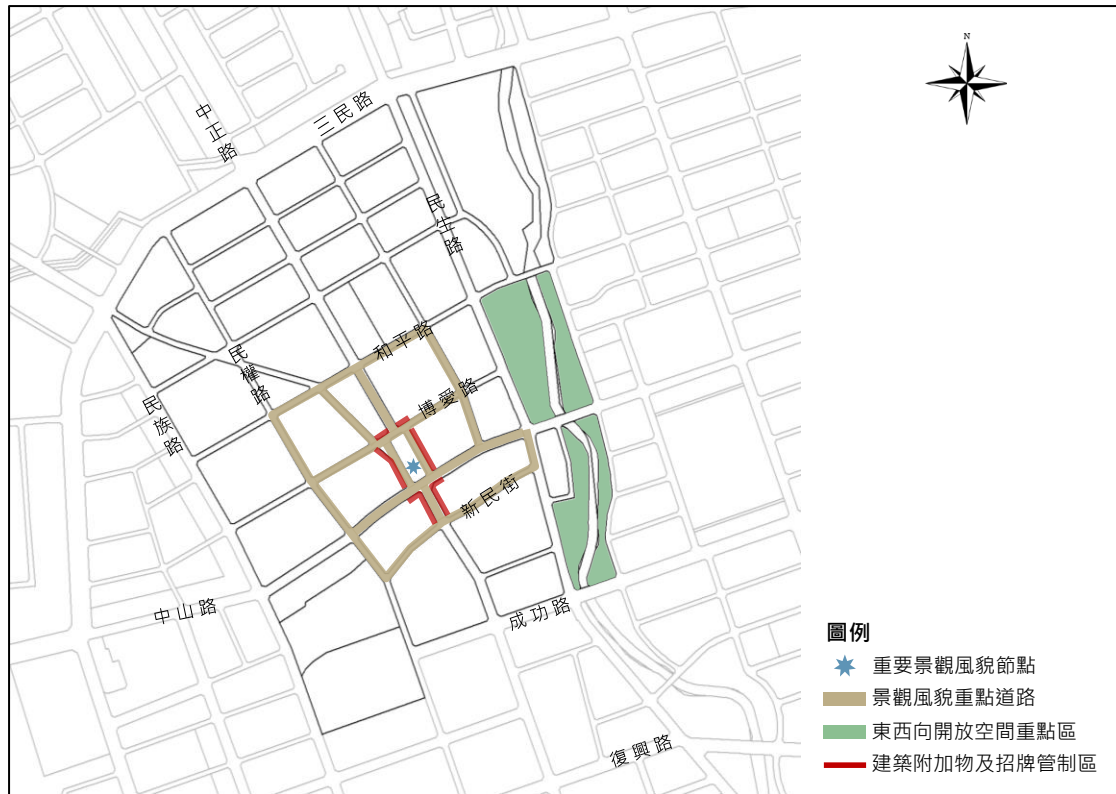 N
中正路
三民路
民生路
和平路
民權路
博愛路
民族路
新民街
中山路
成功路
復興路
圖例
重要景觀風貌節點
景觀風貌重點道路
東西向開放空間重點區
建築附加物及招牌管制區